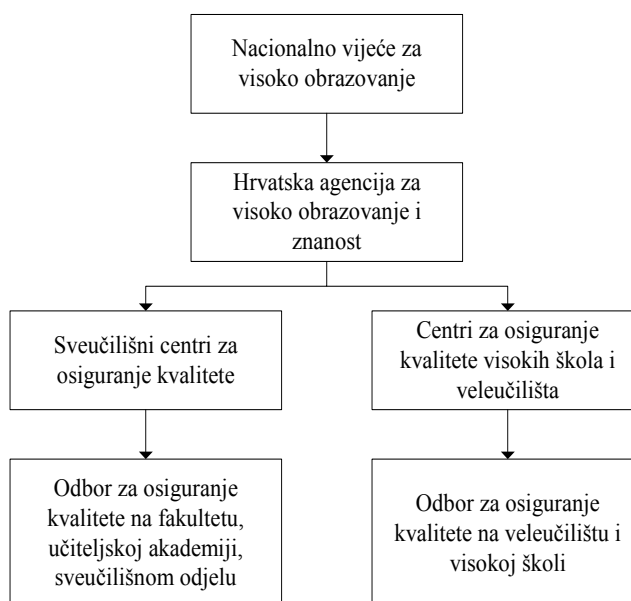 Nacionalno vijeće za
visoko obrazovanje
Hrvatska agencija za
visoko obrazovanje i
znanost
Sveučilišni centri za
osiguranje kvalitete
Centri za osiguranje
kvalitete visokih škola i
veleučilišta
Odbor za osiguranje
kvalitete na fakultetu,
učiteljskoj akademiji,
sveučilišnom odjelu
Odbor za osiguranje
kvalitete na veleučilištu i
visokoj školi